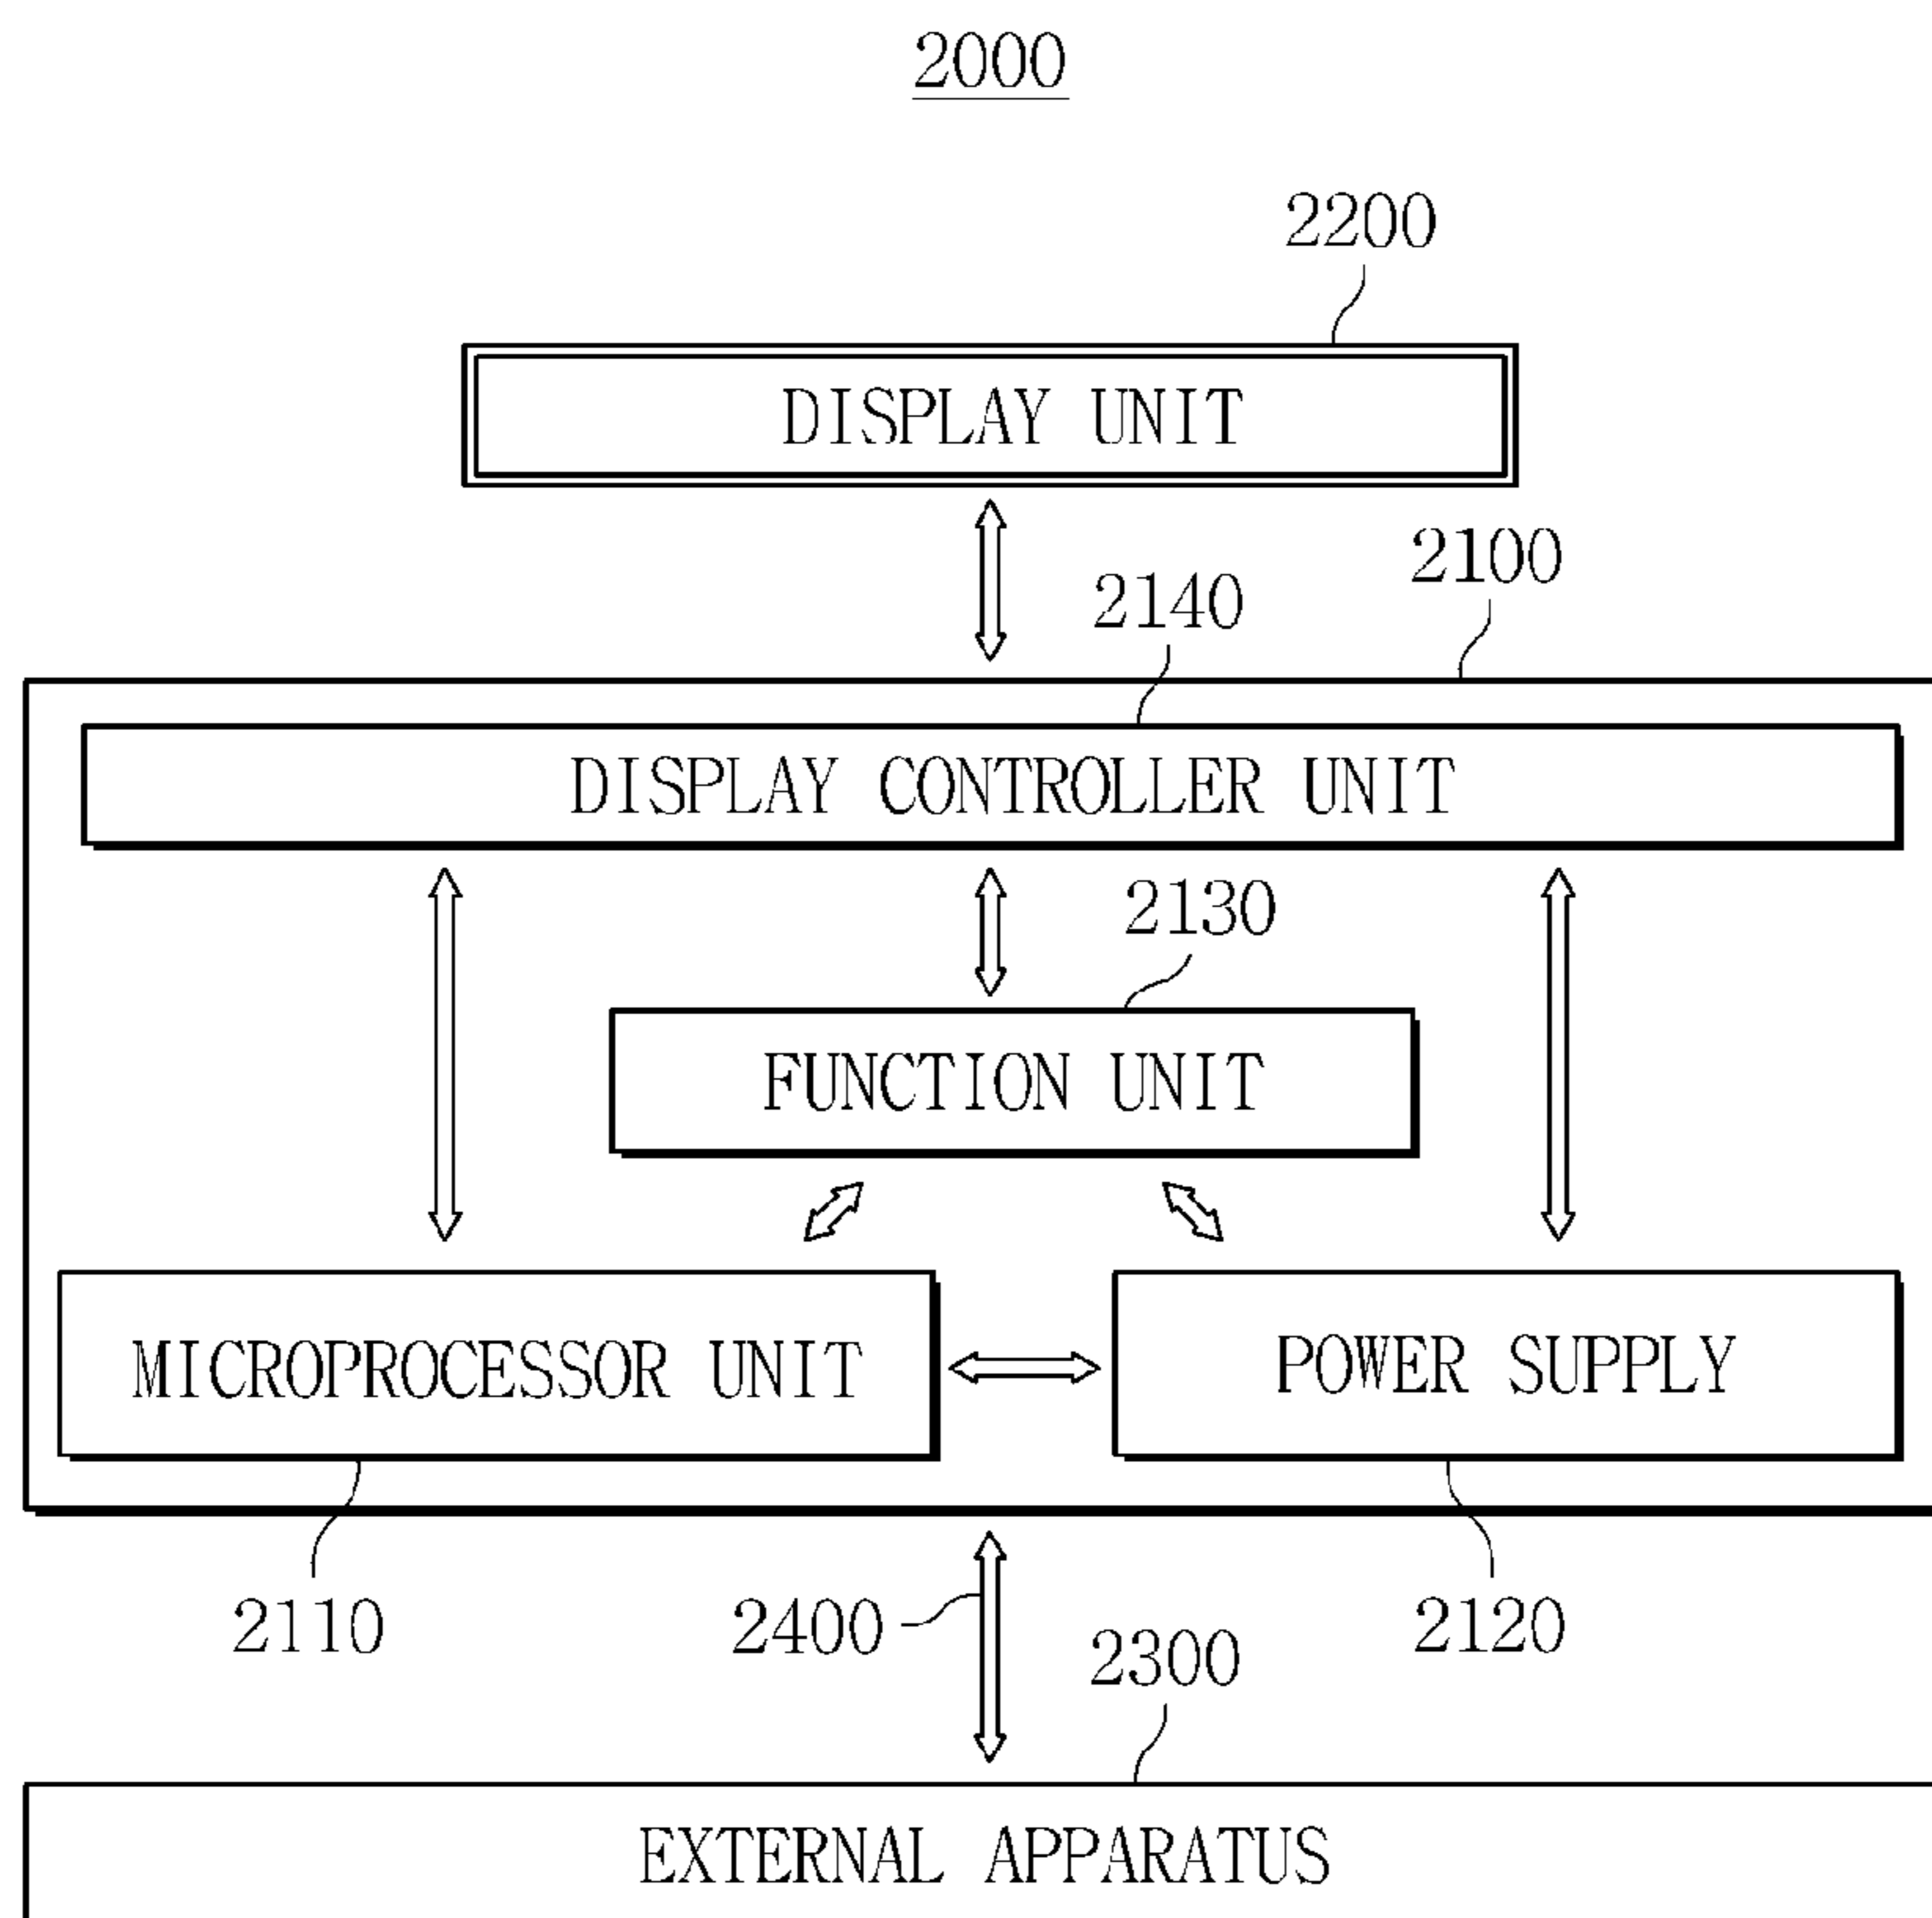 2000
2200
DISPLAY UNIT
2100
2140
DISPLAY CONTROLLER UNIT
2130
FUNCTION UNIT
MICROPROCESSOR UNIT
POWER SUPPLY
2110
2400
2120
2300
EXTERNAL APPARATUS